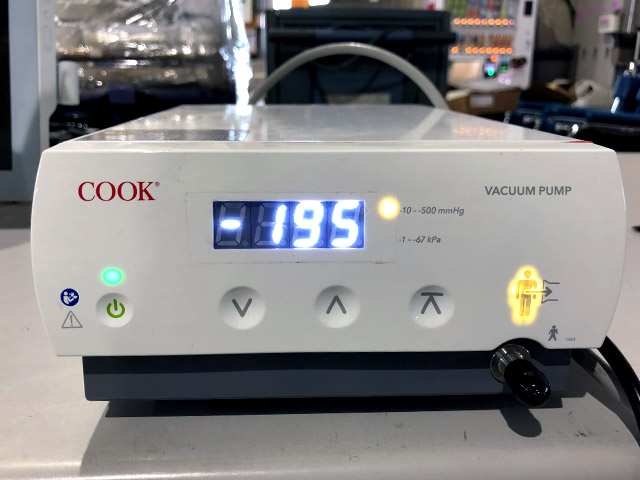 COOK®
VACUUM PUMP
-195
-10 - -500 mmHg
-1 - -67 kPa